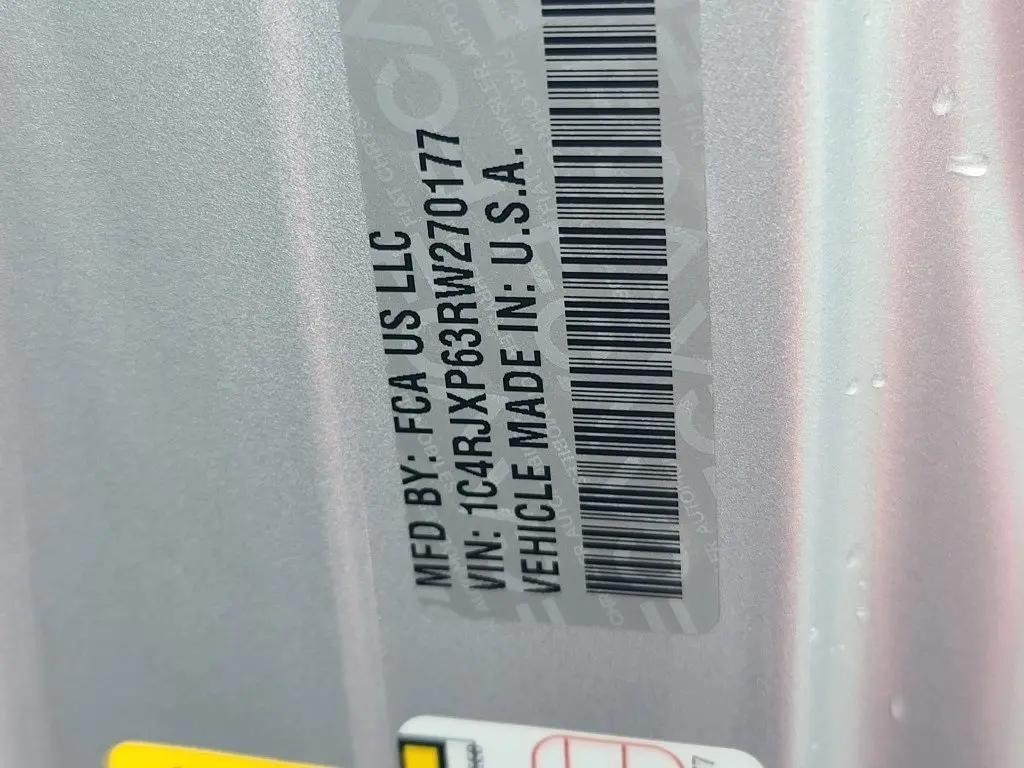 MFD BY: FCA US LLC
VIN: 1C4RJXP63RW270177
VEHICLE MADE IN: U.S.A.